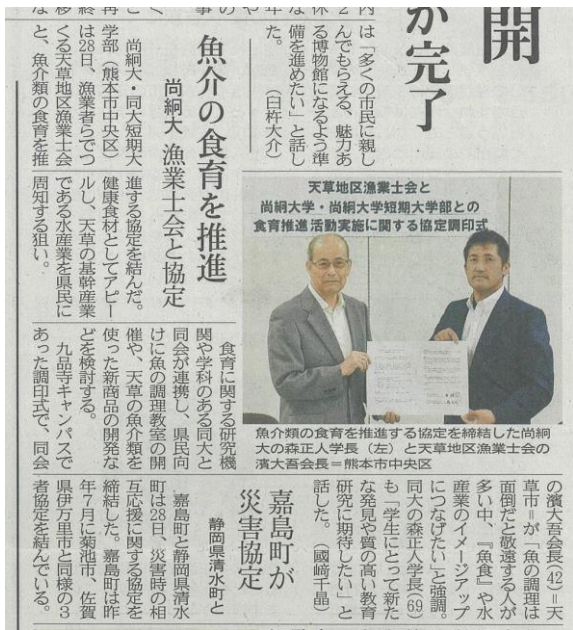 開
完了
は「多くの市民に親し
んでもらえる、魅力あ
る博物館になるよう準
備を進めたい」と話し
た。　（臼杵大介）
魚介の食育を推進
尚絅大 漁業士会と協定
尚絅大・同大短期大
学部（熊本市中央区）
は28日、漁業者らでつ
くる天草地区漁業士会
と、魚介類の食育を推
進する協定を結んだ。
健康食材としてアピー
ルし、天草の基幹産業
である水産業を県民に
周知する狙い。
食育に関する研究機
関や学科のある同大と
同会が連携し、県民向
けに魚の調理教室の開
催や、天草の魚介類を
使った新商品の開発な
どを検討する。
九品寺キャンパスで
あった調印式で、同会
の濱大吾会長（42）＝天
草市＝が「魚の調理は
面倒だと敬遠する人が
多い中、『魚食』や水
産業のイメージアップ
につなげたい」と強調。
同大の森正人学長（69）
も「学生にとって新た
な発見や質の高い教育
研究に期待したい」と
話した。（國崎千晶）
天草地区漁業士会と
尚絅大学・尚絅大学短期大学部との
食育推進活動実施に関する協定調印式
魚介類の食育を推進する協定を締結した尚絅
大の森正人学長（左）と天草地区漁業士会の
濱大吾会長＝熊本市中央区
嘉島町が
災害協定
静岡県清水町と
嘉島町と静岡県清水
町は28日、災害時の相
互応援に関する協定を
締結した。嘉島町は昨
年7月に菊池市、佐賀
県伊万里市と同様の3
者協定を結んでいる。